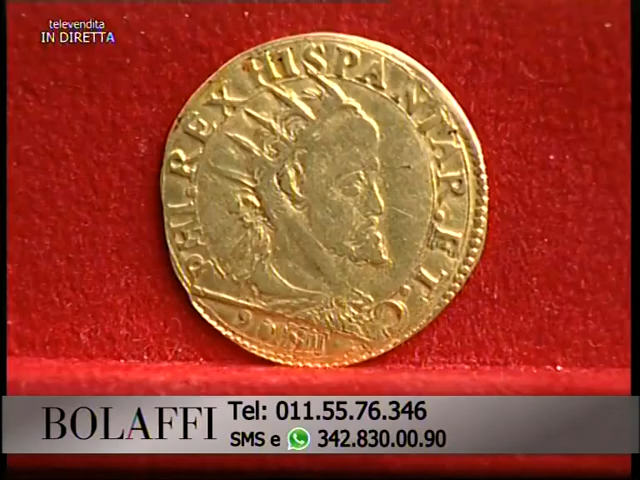 televendita
IN DIRETTA
PHI.REX HISPANIAR.ET.C
BOLAFFI
Tel: 011.55.76.346
SMS e 342.830.00.90